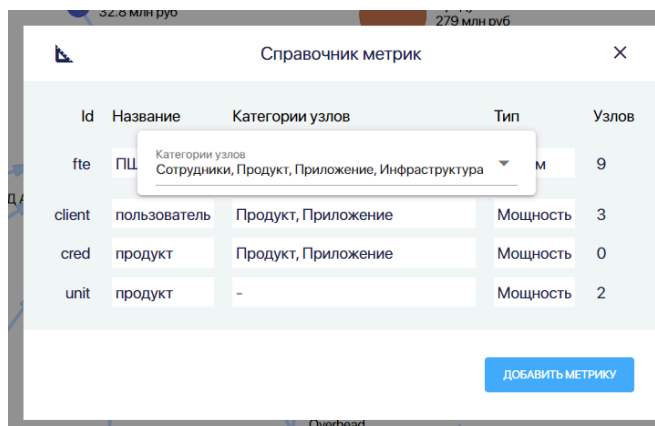 32.8 млн руб
279 млн руб
Справочник метрик
Id Название Категории узлов Тип Узлов
Категории узлов
fte ПШ Сотрудники, Продукт, Приложение, Инфраструктура м 9
client пользователь Продукт, Приложение Мощность 3
cred продукт Продукт, Приложение Мощность 0
unit продукт - Мощность 2
ДОБАВИТЬ МЕТРИКУ
Overhead